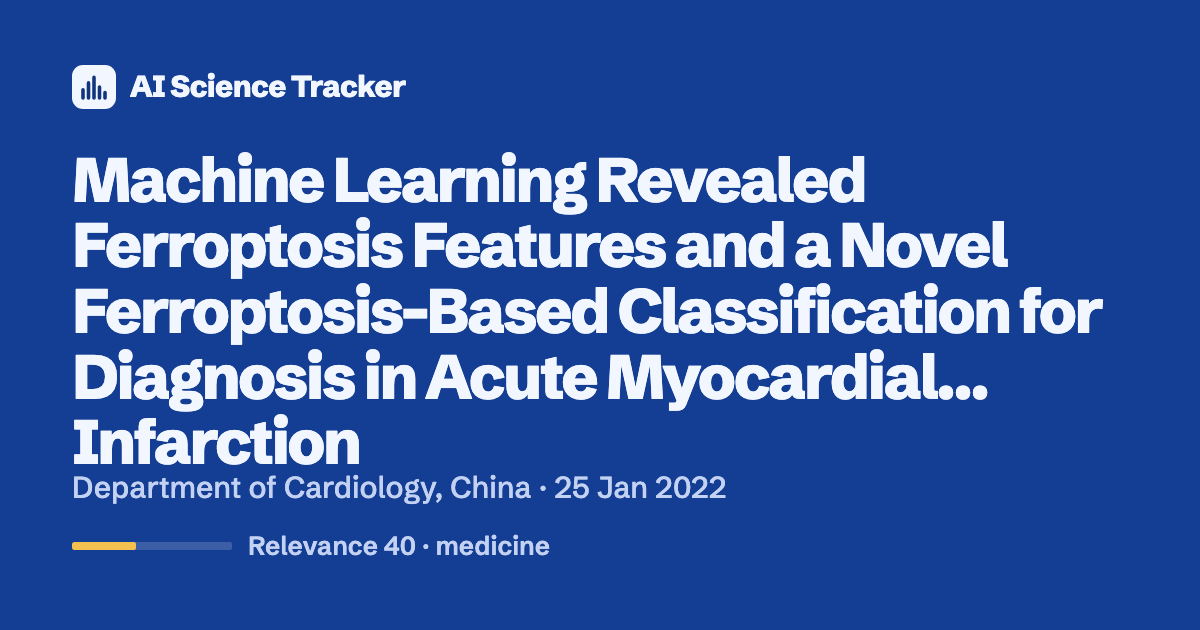 AI Science Tracker
Machine Learning Revealed
Ferroptosis Features and a Novel
Ferroptosis-Based Classification for
Diagnosis in Acute Myocardial...
Infarction
Department of Cardiology, China · 25 Jan 2022
Relevance 40 · medicine